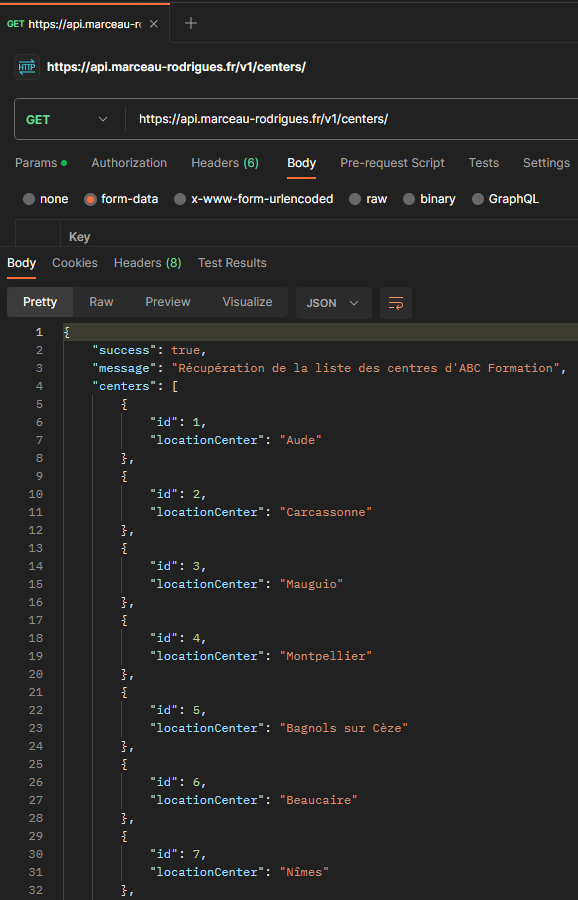 GET https://api.marceau-ro
https://api.marceau-rodrigues.fr/v1/centers/
GET https://api.marceau-rodrigues.fr/v1/centers/
Params Authorization Headers (6) Body Pre-request Script Tests Settings
none form-data x-www-form-urlencoded raw binary GraphQL
Key
Body Cookies Headers (8) Test Results
Pretty Raw Preview Visualize JSON
1 {
2 "success": true,
3 "message": "Récupération de la liste des centres d'ABC Formation",
4 "centers": [
5 {
6 "id": 1,
7 "locationCenter": "Aude"
8 },
9 {
10 "id": 2,
11 "locationCenter": "Carcassonne"
12 },
13 {
14 "id": 3,
15 "locationCenter": "Mauguio"
16 },
17 {
18 "id": 4,
19 "locationCenter": "Montpellier"
20 },
21 {
22 "id": 5,
23 "locationCenter": "Bagnols sur Cèze"
24 },
25 {
26 "id": 6,
27 "locationCenter": "Beaucaire"
28 },
29 {
30 "id": 7,
31 "locationCenter": "Nîmes"
32 },